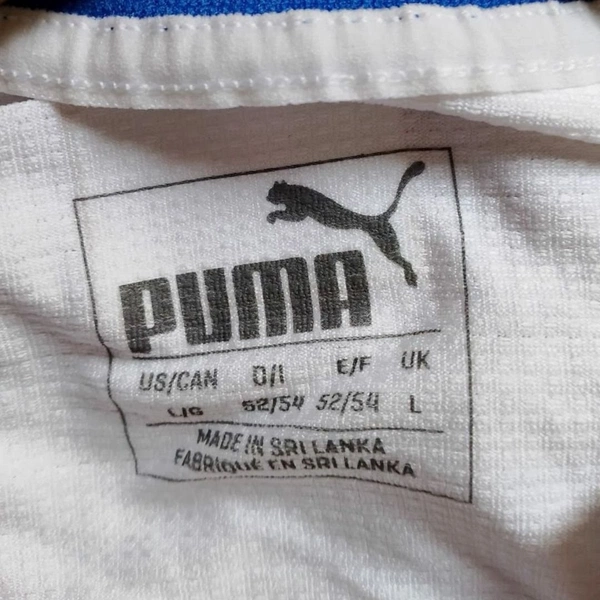 PUMA
US/CAN D/I E/F UK
L/G 52/54 52/54 L
MADE IN SRI LANKA
FABRIQUE EN SRI LANKA